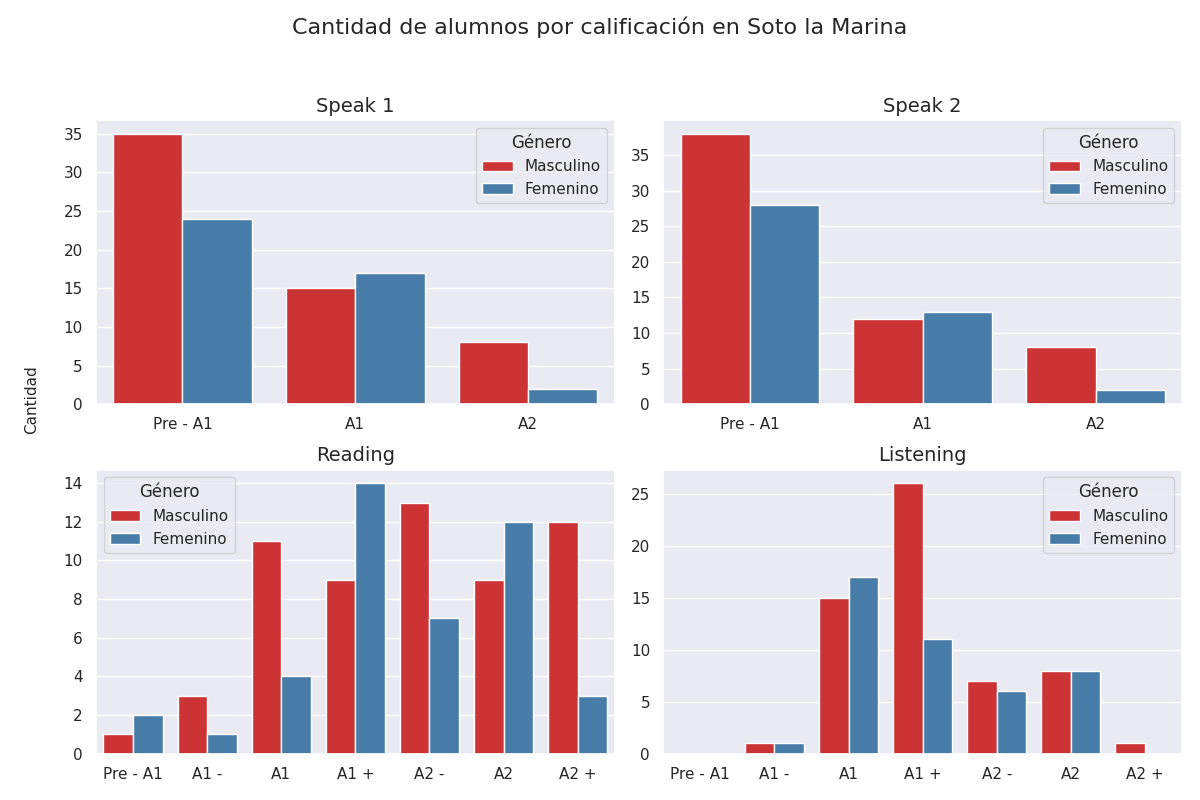 Cantidad de alumnos por calificación en Soto la Marina
Cantidad
Speak 1
35
30
25
20
15
10
5
0
Género
Masculino
Femenino
Pre - A1
A1
A2
Speak 2
35
30
25
20
15
10
5
0
Género
Masculino
Femenino
Pre - A1
A1
A2
Reading
14
12
10
8
6
4
2
0
Género
Masculino
Femenino
Pre - A1
A1 -
A1
A1 +
A2 -
A2
A2 +
Listening
25
20
15
10
5
0
Género
Masculino
Femenino
Pre - A1
A1 -
A1
A1 +
A2 -
A2
A2 +